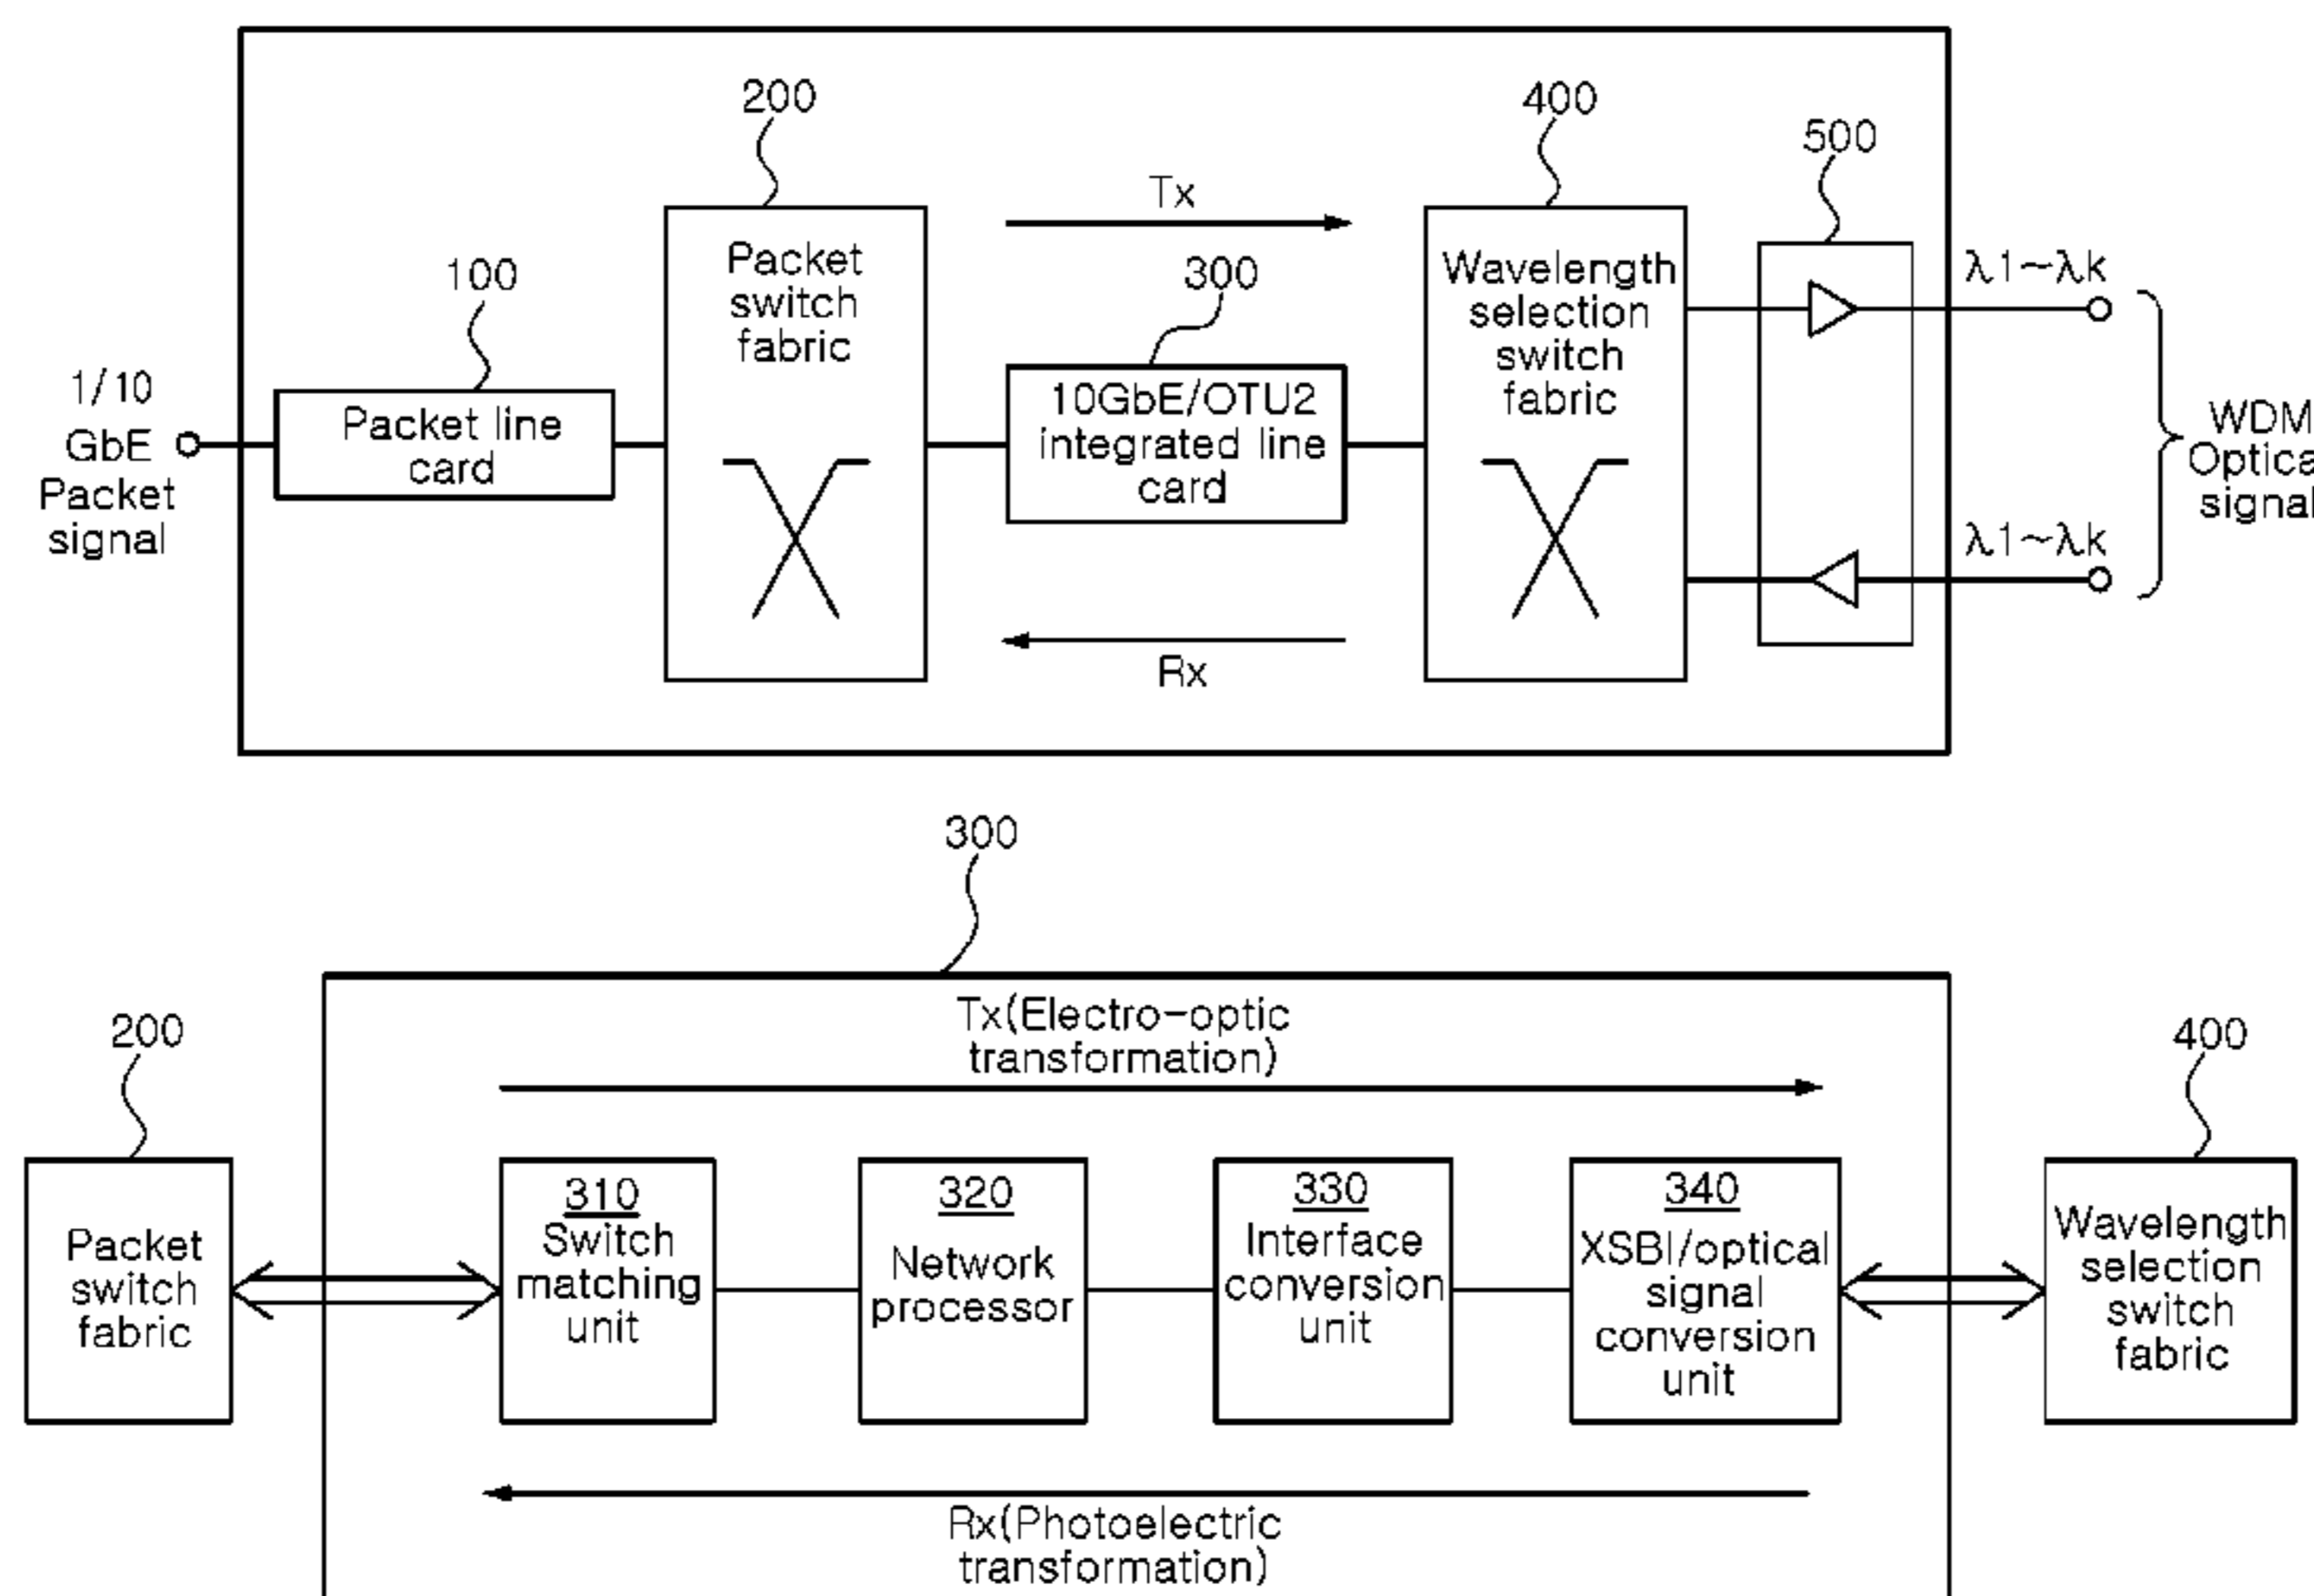 200
400
500
Tx
100
Packet
switch
fabric
300
Wavelength
selection
switch
fabric
λ1~λk
1/10
GbE
Packet
signal
Packet line
card
10GbE/OTU2
integrated line
card
WDM
Optica
signal
λ1~λk
Rx
300
Tx(Electro-optic
transformation)
200
400
Packet
switch
fabric
310
Switch
matching
unit
320
Network
processor
330
Interface
conversion
unit
340
XSBI/optical
signal
conversion
unit
Wavelength
selection
switch
fabric
Rx(Photoelectric
transformation)